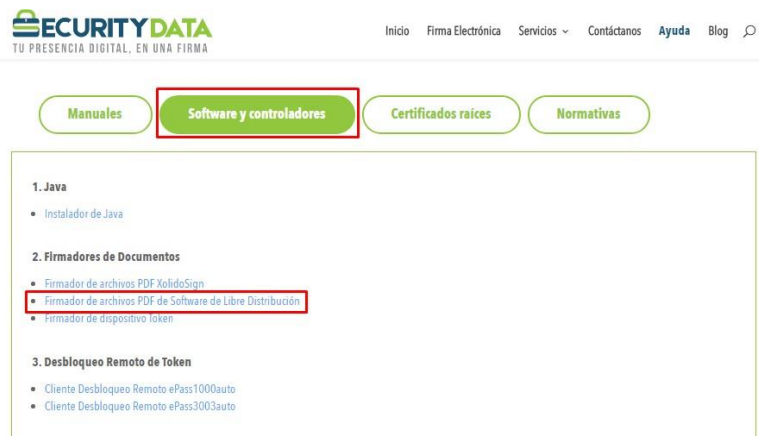 SECURITYDATA
TU PRESENCIA DIGITAL, EN UNA FIRMA
Inicio Firma Electrónica Servicios Contáctanos Ayuda Blog
Manuales Software y controladores Certificados raíces Normativas
1. Java
Instalador de Java
2. Firmadores de Documentos
Firmador de archivos PDF XolidoSign
Firmador de archivos PDF de Software de Libre Distribución
Firmador de dispositivo Token
3. Desbloqueo Remoto de Token
Cliente Desbloqueo Remoto ePass1000auto
Cliente Desbloqueo Remoto ePass3003auto